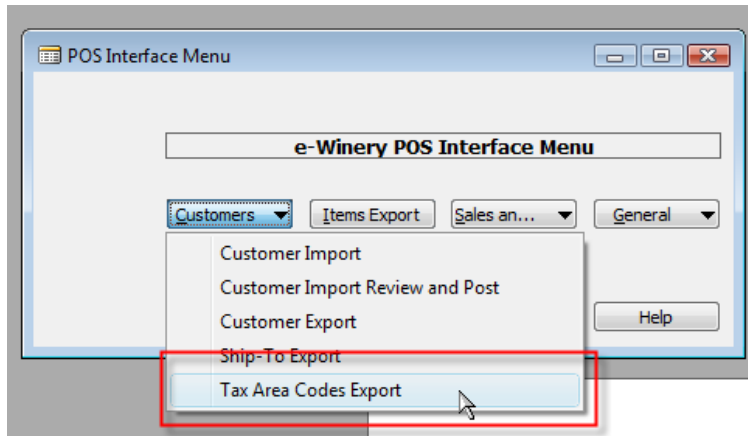 POS Interface Menu
e-Winery POS Interface Menu
Customers Items Export Sales an... General
Customer Import
Customer Import Review and Post
Customer Export
Help
Ship-To Export
Tax Area Codes Export